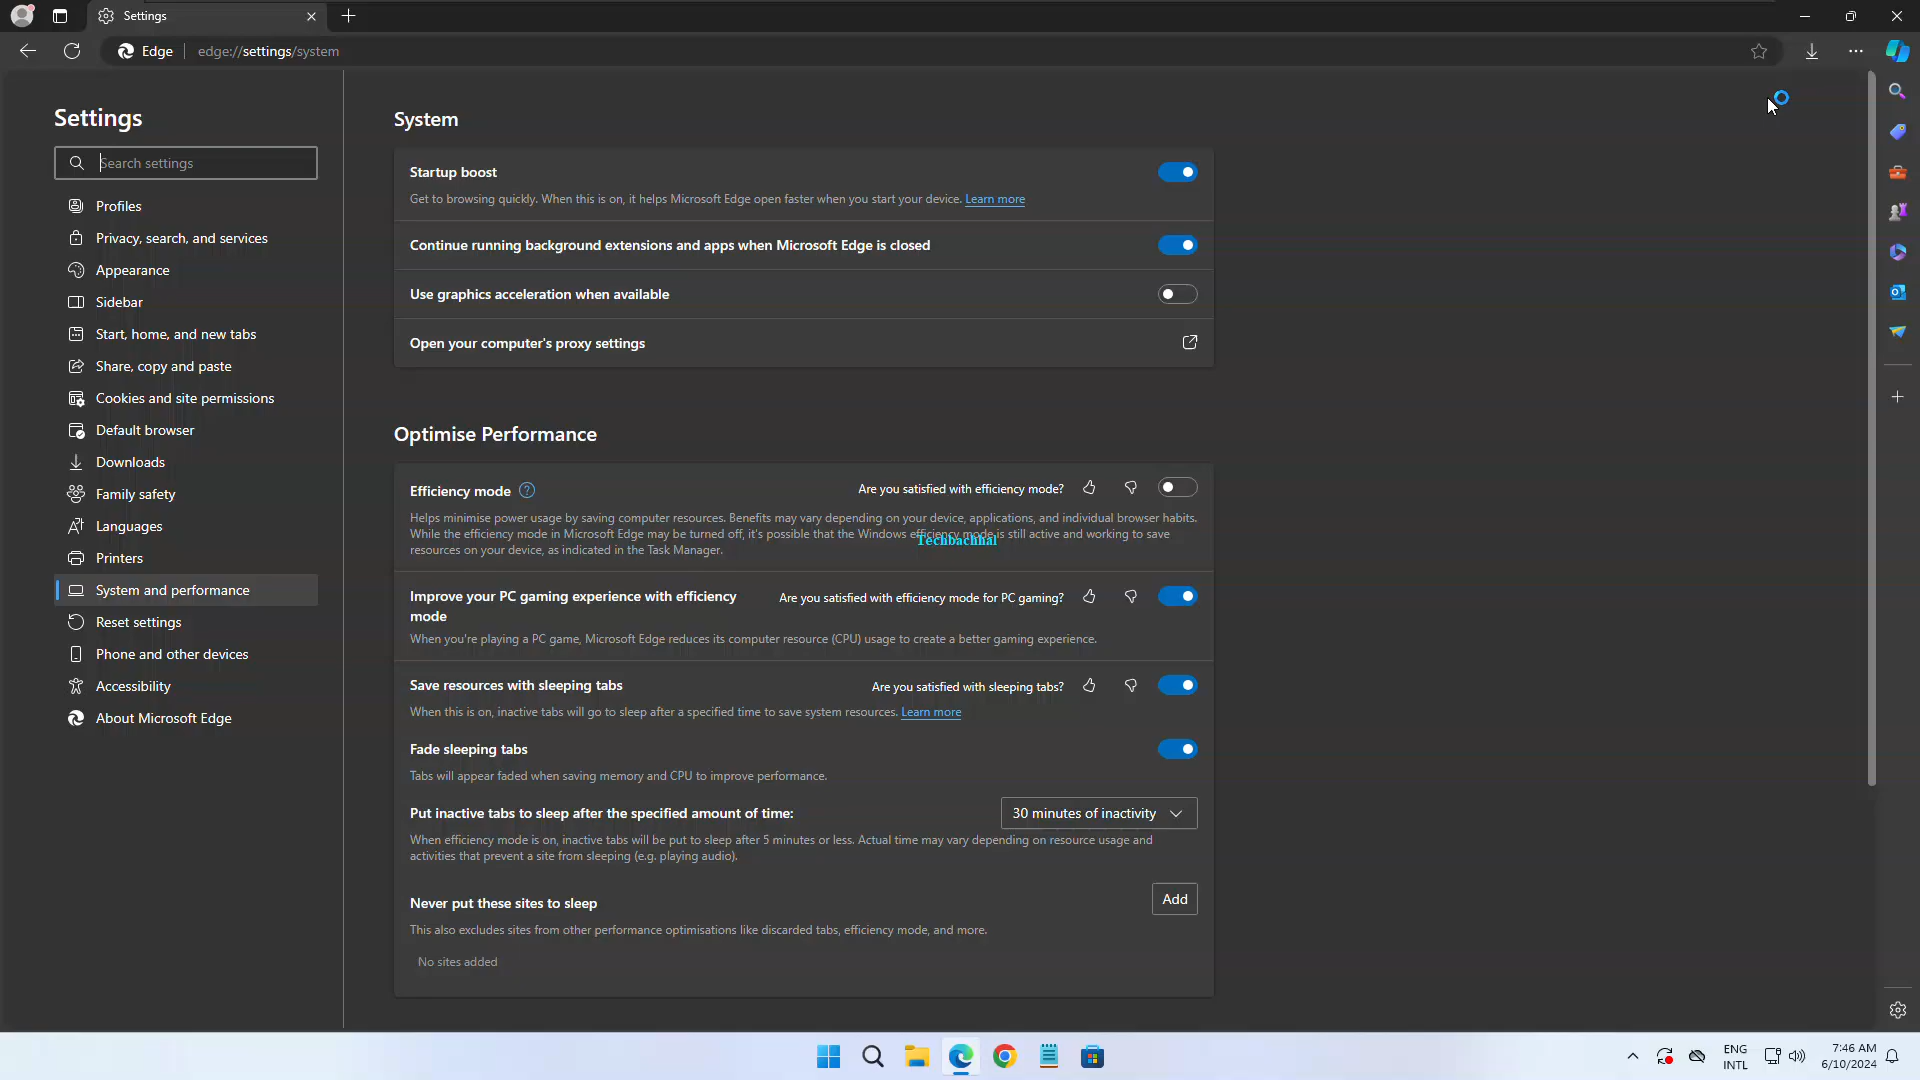 Settings
Edge
edge://settings/system
Settings
Search settings
Profiles
Privacy, search, and services
Appearance
Sidebar
Start, home, and new tabs
Share, copy and paste
Cookies and site permissions
Default browser
Downloads
Family safety
Languages
Printers
System and performance
Reset settings
Phone and other devices
Accessibility
About Microsoft Edge
System
Startup boost
Get to browsing quickly. When this is on, it helps Microsoft Edge open faster when you start your device. Learn more
Continue running background extensions and apps when Microsoft Edge is closed
Use graphics acceleration when available
Open your computer's proxy settings
Optimise Performance
Efficiency mode
Are you satisfied with efficiency mode?
Helps minimise power usage by saving computer resources. Benefits may vary depending on your device, applications, and individual browser habits.
While the efficiency mode in Microsoft Edge may be turned off, it's possible that the Windows efficiency mode is still active and working to save
resources on your device, as indicated in the Task Manager.
Techbachhal
Improve your PC gaming experience with efficiency
mode
Are you satisfied with efficiency mode for PC gaming?
When you're playing a PC game, Microsoft Edge reduces its computer resource (CPU) usage to create a better gaming experience.
Save resources with sleeping tabs
Are you satisfied with sleeping tabs?
When this is on, inactive tabs will go to sleep after a specified time to save system resources. Learn more
Fade sleeping tabs
Tabs will appear faded when saving memory and CPU to improve performance.
Put inactive tabs to sleep after the specified amount of time:
30 minutes of inactivity
When efficiency mode is on, inactive tabs will be put to sleep after 5 minutes or less. Actual time may vary depending on resource usage and
activities that prevent a site from sleeping (e.g. playing audio).
Never put these sites to sleep
Add
This also excludes sites from other performance optimisations like discarded tabs, efficiency mode, and more.
No sites added
ENG
INTL
7:46 AM
6/10/2024